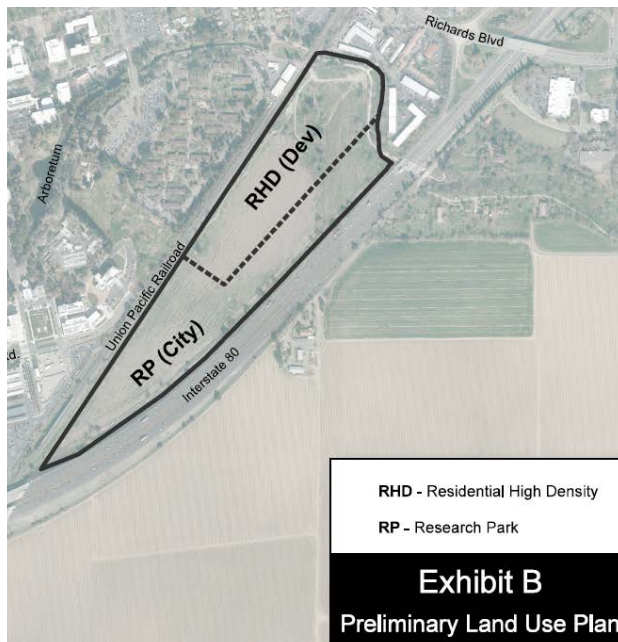 Richards Blvd
Arboretum
RHD (Dev)
Union Pacific Railroad
RP (City)
Rd.
Interstate 80
RHD - Residential High Density
RP - Research Park
Exhibit B
Preliminary Land Use Plan